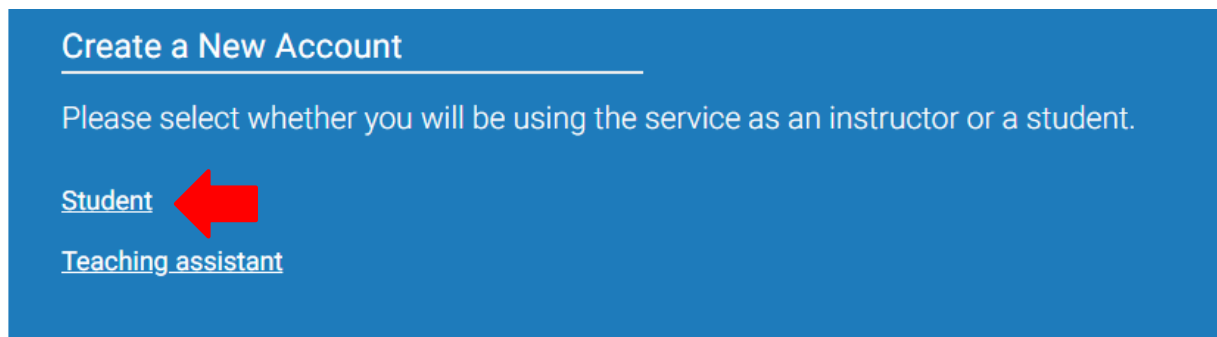 Create a New Account
Please select whether you will be using the service as an instructor or a student.
Student
Teaching assistant